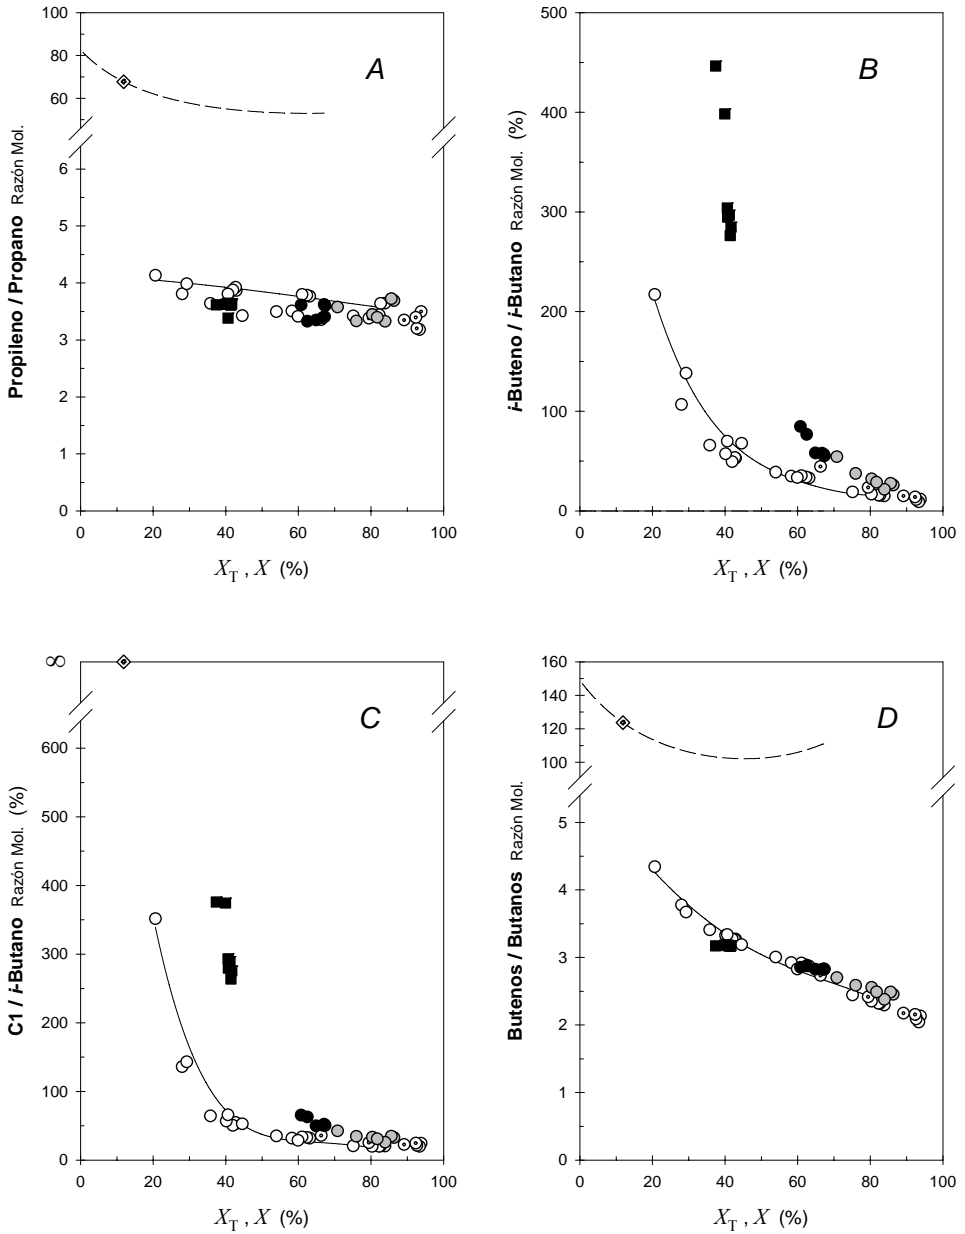 100
80
60
6
5
4
3
2
1
0
A
Propileno / Propano Razón Mol.
0 20 40 60 80 100
X_T , X (%)
500
400
300
200
100
0
B
i-Buteno / i-Butano Razón Mol. (%)
0 20 40 60 80 100
X_T , X (%)
∞
600
500
400
300
200
100
0
C
C1 / i-Butano Razón Mol. (%)
0 20 40 60 80 100
X_T , X (%)
160
140
120
100
5
4
3
2
1
0
D
Butenos / Butanos Razón Mol.
0 20 40 60 80 100
X_T , X (%)